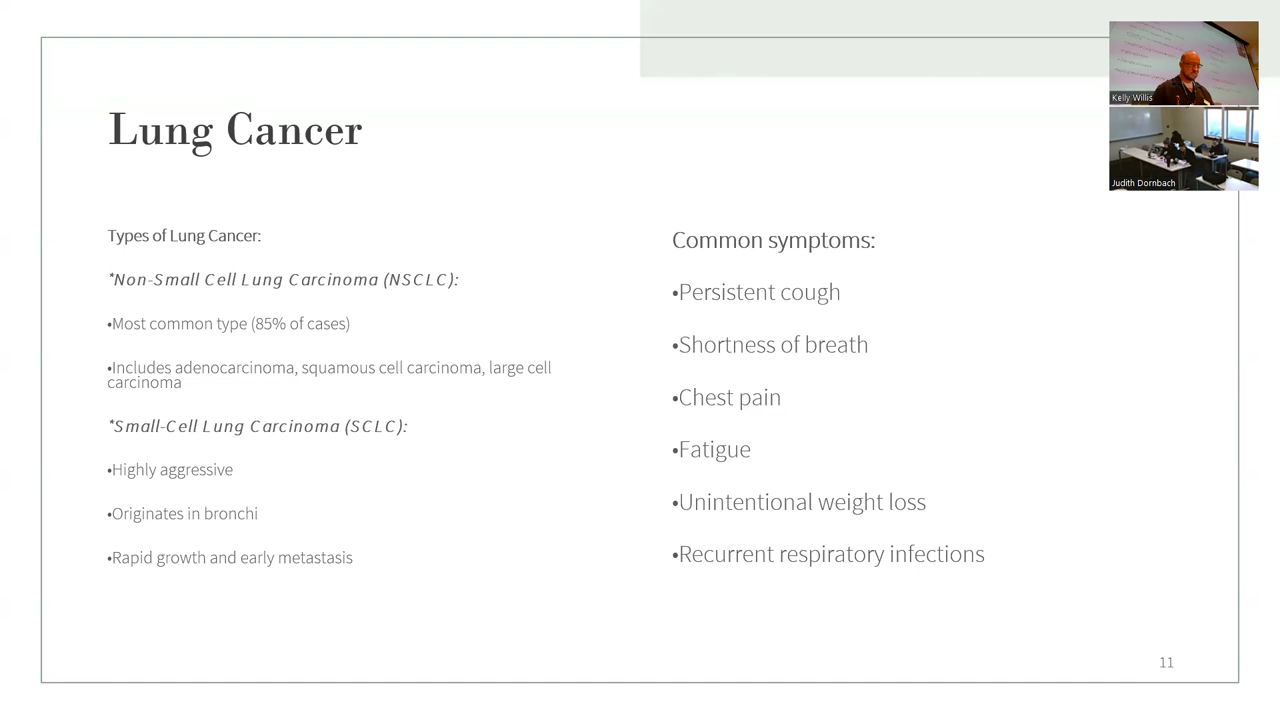 Lung Cancer
Types of Lung Cancer:
*Non-Small Cell Lung Carcinoma (NSCLC):
•Most common type (85% of cases)
•Includes adenocarcinoma, squamous cell carcinoma, large cell
carcinoma
*Small-Cell Lung Carcinoma (SCLC):
•Highly aggressive
•Originates in bronchi
•Rapid growth and early metastasis
Common symptoms:
•Persistent cough
•Shortness of breath
•Chest pain
•Fatigue
•Unintentional weight loss
•Recurrent respiratory infections
Kelly Willis
Judith Dornbach
11